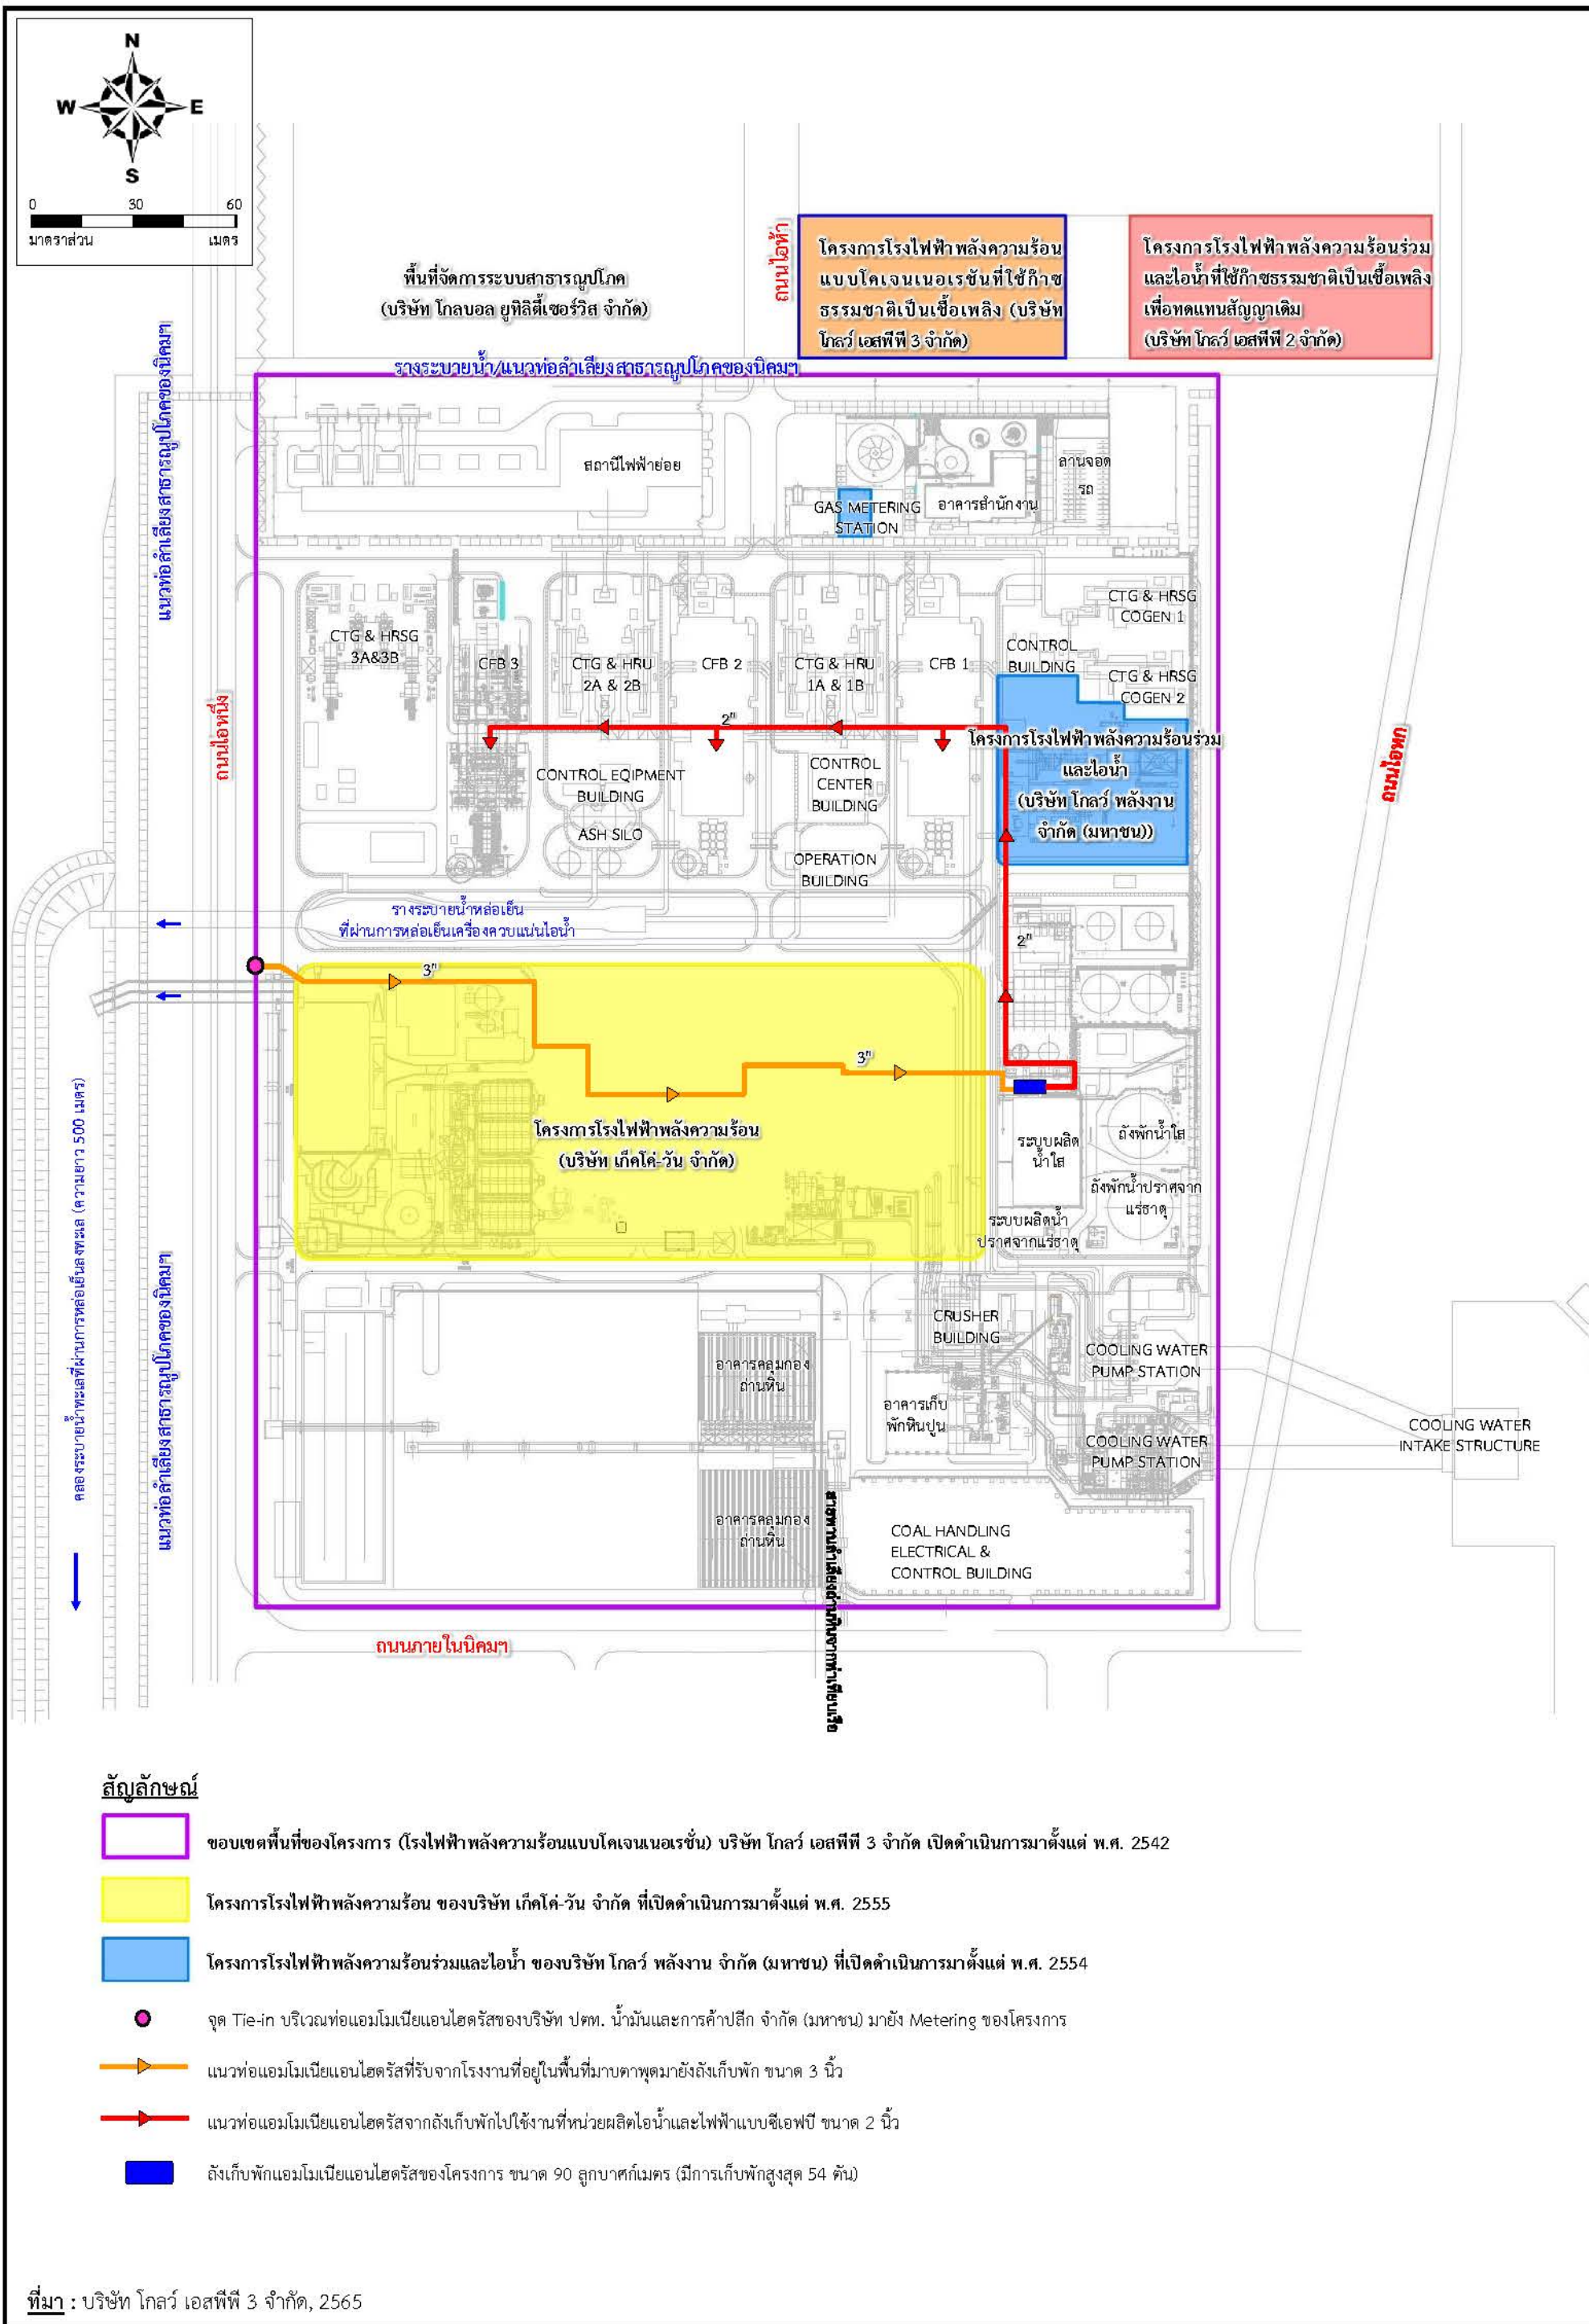 N
W
E
S
0 30 60
มาตราส่วน เมตร
พื้นที่จัดการระบบสาธารณูปโภค
(บริษัท โกลบอล ยูทิลิตี้เซอร์วิส จำกัด)
ถนนไอห้า
โครงการโรงไฟฟ้าพลังความร้อน
แบบโคเจนเนอเรชันที่ใช้ก๊าซ
ธรรมชาติเป็นเชื้อเพลิง (บริษัท
โกลว์ เอสพีพี 3 จำกัด)
โครงการโรงไฟฟ้าพลังความร้อนร่วม
และไอน้ำที่ใช้ก๊าซธรรมชาติเป็นเชื้อเพลิง
เพื่อทดแทนสัญญาเดิม
(บริษัท โกลว์ เอสพีพี 2 จำกัด)
รางระบายน้ำ/แนวท่อลำเลียงสาธารณูปโภคของนิคมฯ
แนวท่อลำเลียงสาธารณูปโภคของนิคมฯ
สถานีไฟฟ้าย่อย
GAS METERING
STATION
อาคารสำนักงาน
ลานจอด
รถ
CTG & HRSG
3A&3B
CFB 3
CTG & HRU
2A & 2B
CFB 2
CTG & HRU
1A & 1B
CFB 1
CONTROL
BUILDING
CTG & HRSG
COGEN 1
CTG & HRSG
COGEN 2
ถนนไอหนึ่ง
2"
โครงการโรงไฟฟ้าพลังความร้อนร่วม
และไอน้ำ
(บริษัท โกลว์ พลังงาน
จำกัด (มหาชน))
ถนนไอหก
CONTROL EQIPMENT
BUILDING
ASH SILO
CONTROL
CENTER
BUILDING
OPERATION
BUILDING
รางระบายน้ำหล่อเย็น
ที่ผ่านการหล่อเย็นเครื่องควบแน่นไอน้ำ
2"
3"
3"
โครงการโรงไฟฟ้าพลังความร้อน
(บริษัท เก็คโค่-วัน จำกัด)
ระบบผลิต
น้ำใส
ถังพักน้ำใส
ถังพักน้ำปราศจาก
แร่ธาตุ
ระบบผลิตน้ำ
ปราศจากแร่ธาตุ
คลองระบายน้ำทะเลที่ผ่านการหล่อเย็นลงทะเล (ความยาว 500 เมตร)
แนวท่อลำเลียงสาธารณูปโภคของนิคมฯ
CRUSHER
BUILDING
COOLING WATER
PUMP STATION
อาคารคลุมกอง
ถ่านหิน
อาคารเก็บ
พักหินปูน
COOLING WATER
PUMP STATION
COOLING WATER
INTAKE STRUCTURE
อาคารคลุมกอง
ถ่านหิน
สายพานลำเลียงถ่านหินจากท่าเทียบเรือ
COAL HANDLING
ELECTRICAL &
CONTROL BUILDING
ถนนภายในนิคมฯ
สัญลักษณ์
ขอบเขตพื้นที่ของโครงการ (โรงไฟฟ้าพลังความร้อนแบบโคเจนเนอเรชั่น) บริษัท โกลว์ เอสพีพี 3 จำกัด เปิดดำเนินการมาตั้งแต่ พ.ศ. 2542
โครงการโรงไฟฟ้าพลังความร้อน ของบริษัท เก็คโค่-วัน จำกัด ที่เปิดดำเนินการมาตั้งแต่ พ.ศ. 2555
โครงการโรงไฟฟ้าพลังความร้อนร่วมและไอน้ำ ของบริษัท โกลว์ พลังงาน จำกัด (มหาชน) ที่เปิดดำเนินการมาตั้งแต่ พ.ศ. 2554
จุด Tie-in บริเวณท่อแอมโมเนียแอนไฮดรัสของบริษัท ปตท. น้ำมันและการค้าปลีก จำกัด (มหาชน) มายัง Metering ของโครงการ
แนวท่อแอมโมเนียแอนไฮดรัสที่รับจากโรงงานที่อยู่ในพื้นที่มาบตาพุดมายังถังเก็บพัก ขนาด 3 นิ้ว
แนวท่อแอมโมเนียแอนไฮดรัสจากถังเก็บพักไปใช้งานที่หน่วยผลิตไอน้ำและไฟฟ้าแบบซีเอฟบี ขนาด 2 นิ้ว
ถังเก็บพักแอมโมเนียแอนไฮดรัสของโครงการ ขนาด 90 ลูกบาศก์เมตร (มีการเก็บพักสูงสุด 54 ตัน)
ที่มา : บริษัท โกลว์ เอสพีพี 3 จำกัด, 2565